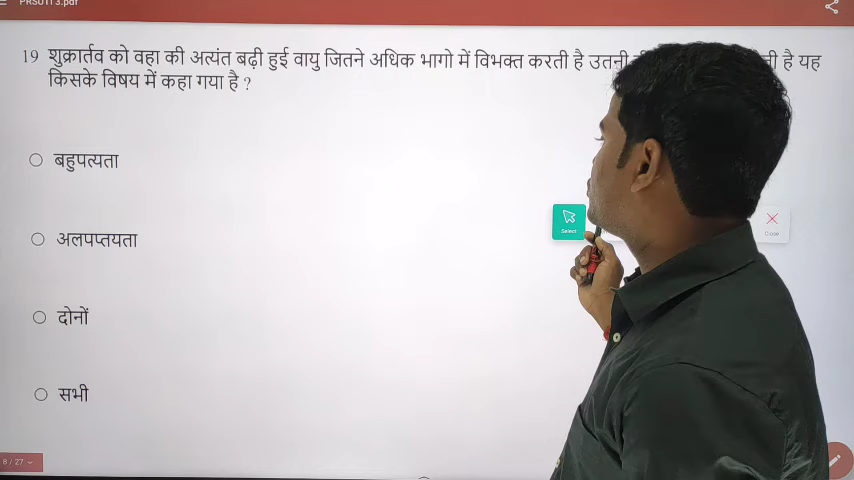 PRSUTI 3.pdf
19 शुक्रार्तव को वहा की अत्यंत बढ़ी हुई वायु जितने अधिक भागो में विभक्त करती है उतनी है यह
किसके विषय में कहा गया है ?
बहुपत्यता
अलपप्तयता
दोनों
सभी
Select
Close
8 / 27